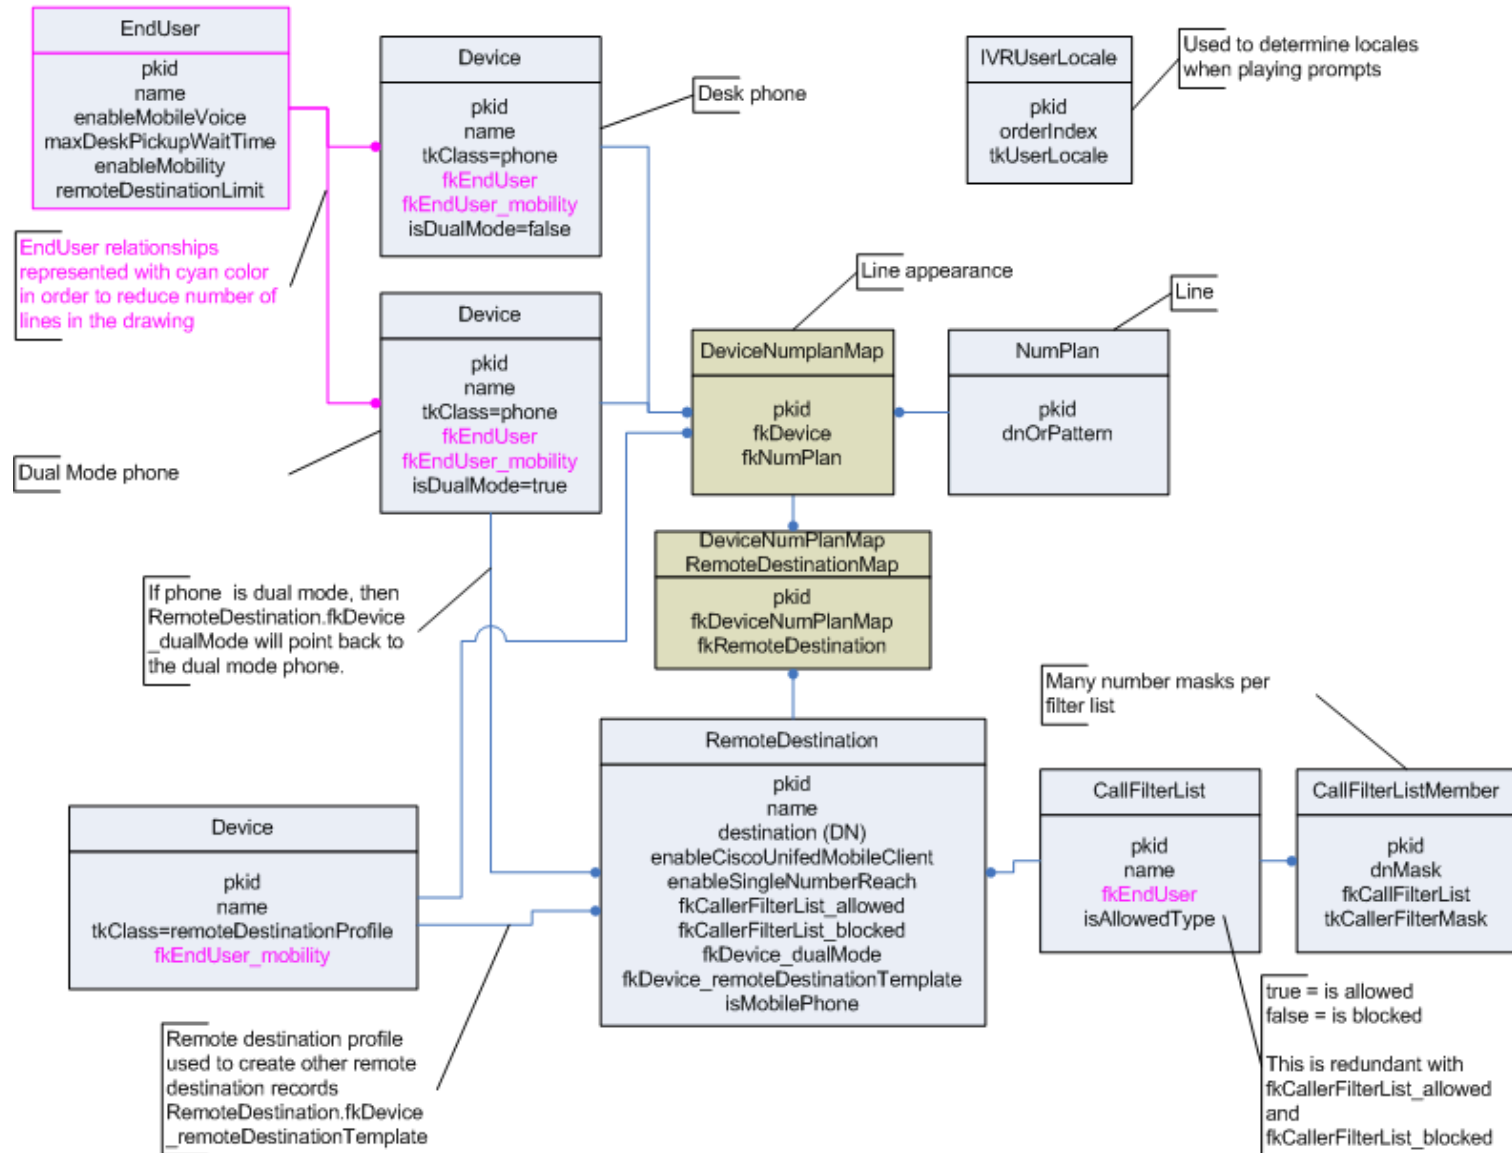 EndUser
pkid
name
enableMobileVoice
maxDeskPickupWaitTime
enableMobility
remoteDestinationLimit
Device
pkid
name
tkClass=phone
fkEndUser
fkEndUser_mobility
isDualMode=false
Desk phone
IVRUserLocale
pkid
orderIndex
tkUserLocale
Used to determine locales
when playing prompts
EndUser relationships
represented with cyan color
in order to reduce number of
lines in the drawing
Device
pkid
name
tkClass=phone
fkEndUser
fkEndUser_mobility
isDualMode=true
Dual Mode phone
Line appearance
Line
DeviceNumplanMap
pkid
fkDevice
fkNumPlan
NumPlan
pkid
dnOrPattern
DeviceNumPlanMap
RemoteDestinationMap
pkid
fkDeviceNumPlanMap
fkRemoteDestination
If phone is dual mode, then
RemoteDestination.fkDevice
_dualMode will point back to
the dual mode phone.
Many number masks per
filter list
RemoteDestination
pkid
name
destination (DN)
enableCiscoUnifedMobileClient
enableSingleNumberReach
fkCallerFilterList_allowed
fkCallerFilterList_blocked
fkDevice_dualMode
fkDevice_remoteDestinationTemplate
isMobilePhone
CallFilterList
pkid
name
fkEndUser
isAllowedType
CallFilterListMember
pkid
dnMask
fkCallFilterList
tkCallerFilterMask
Device
pkid
name
tkClass=remoteDestinationProfile
fkEndUser_mobility
Remote destination profile
used to create other remote
destination records
RemoteDestination.fkDevice
_remoteDestinationTemplate
true = is allowed
false = is blocked
This is redundant with
fkCallerFilterList_allowed
and
fkCallerFilterList_blocked